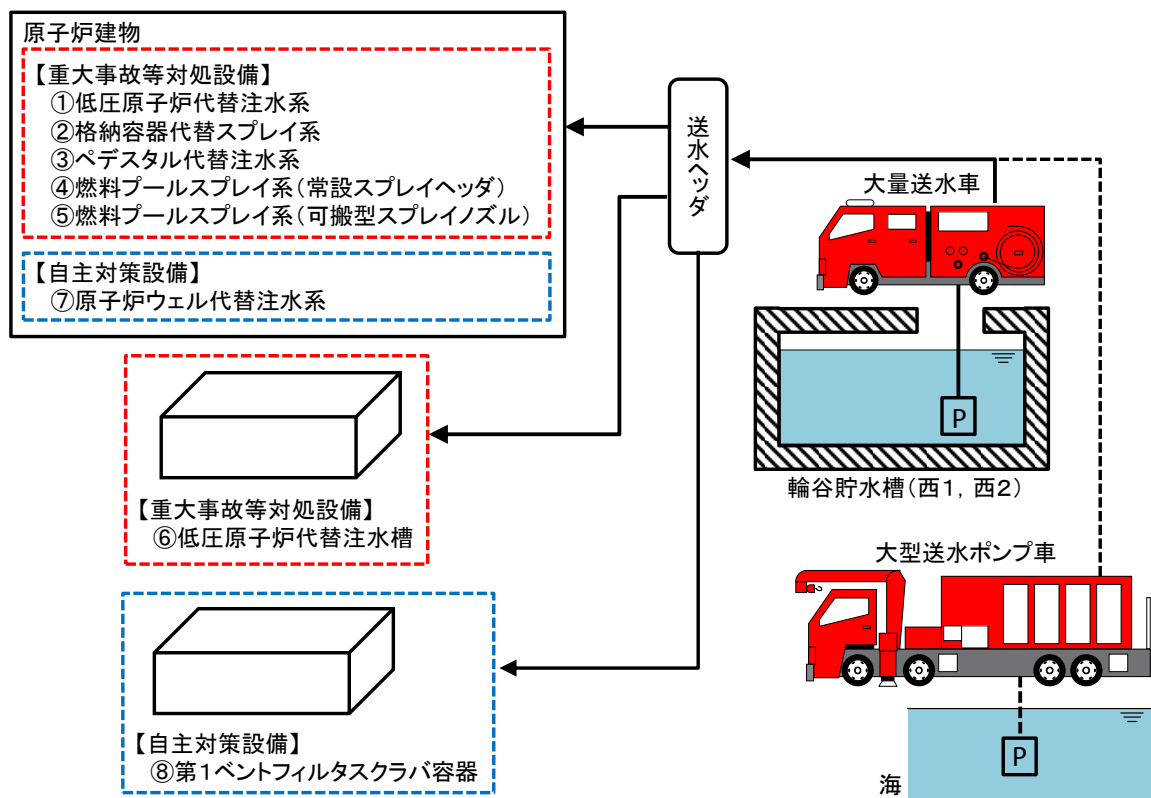 原子炉建物
【重大事故等対処設備】
①低圧原子炉代替注水系
②格納容器代替スプレイ系
③ペデスタル代替注水系
④燃料プールスプレイ系（常設スプレイヘッダ）
⑤燃料プールスプレイ系（可搬型スプレイノズル）
【自主対策設備】
⑦原子炉ウェル代替注水系
【重大事故等対処設備】
⑥低圧原子炉代替注水槽
【自主対策設備】
⑧第１ベントフィルタスクラバ容器
送水ヘッダ
大量送水車
P
輪谷貯水槽（西１，西２）
大型送水ポンプ車
P
海